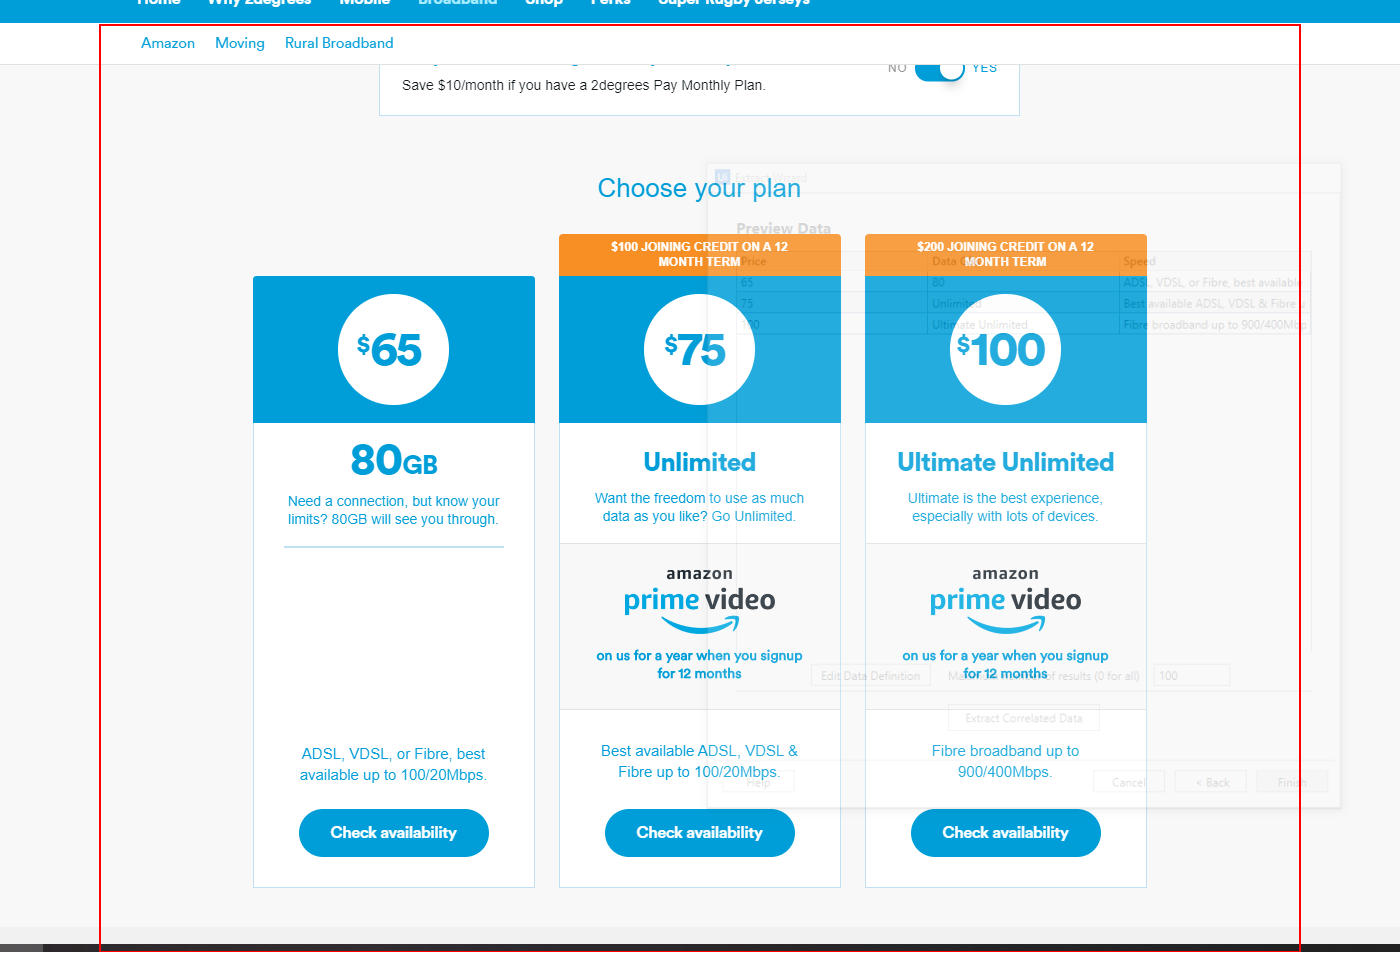 Home Why 2degrees Mobile Broadband Shop Perks Super Rugby Jerseys
Amazon Moving Rural Broadband
Save $10/month if you have a 2degrees Pay Monthly Plan.
NO YES
Extract Wizard
Choose your plan
Preview Data
$100 JOINING CREDIT ON A 12
MONTH TERM
$200 JOINING CREDIT ON A 12
MONTH TERM
Price Data Speed
65 80 ADSL, VDSL, or Fibre, best available
75 Unlimited Best available ADSL, VDSL & Fibre u
100 Ultimate Unlimited Fibre broadband up to 900/400Mbp
$65
$75
$100
80GB
Need a connection, but know your
limits? 80GB will see you through.
ADSL, VDSL, or Fibre, best
available up to 100/20Mbps.
Check availability
Unlimited
Want the freedom to use as much
data as you like? Go Unlimited.
amazon
prime video
on us for a year when you signup
for 12 months
Best available ADSL, VDSL &
Fibre up to 100/20Mbps.
Check availability
Ultimate Unlimited
Ultimate is the best experience,
especially with lots of devices.
amazon
prime video
on us for a year when you signup
for 12 months
Fibre broadband up to
900/400Mbps.
Check availability
Edit Data Definition
Maximum number of results (0 for all) 100
Extract Correlated Data
Help Cancel < Back Finish